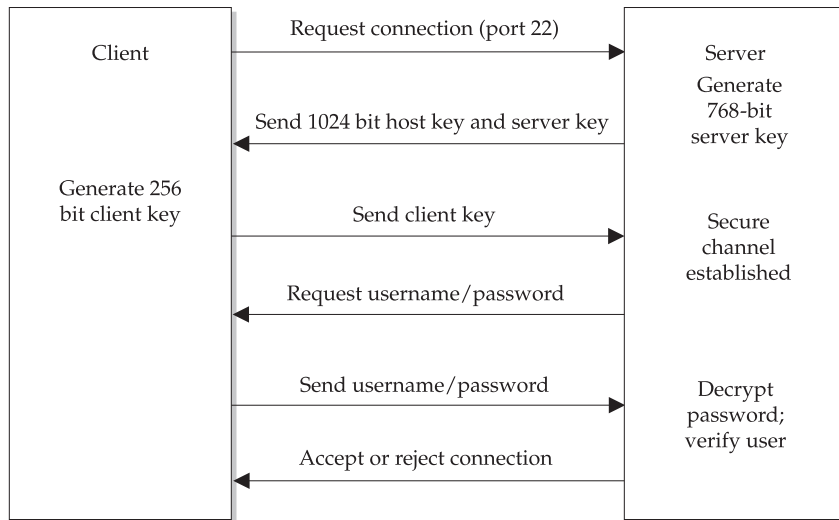 Request connection (port 22)
Client
Server
Generate
768-bit
server key
Send 1024 bit host key and server key
Generate 256
bit client key
Send client key
Secure
channel
established
Request username/password
Send username/password
Decrypt
password;
verify user
Accept or reject connection